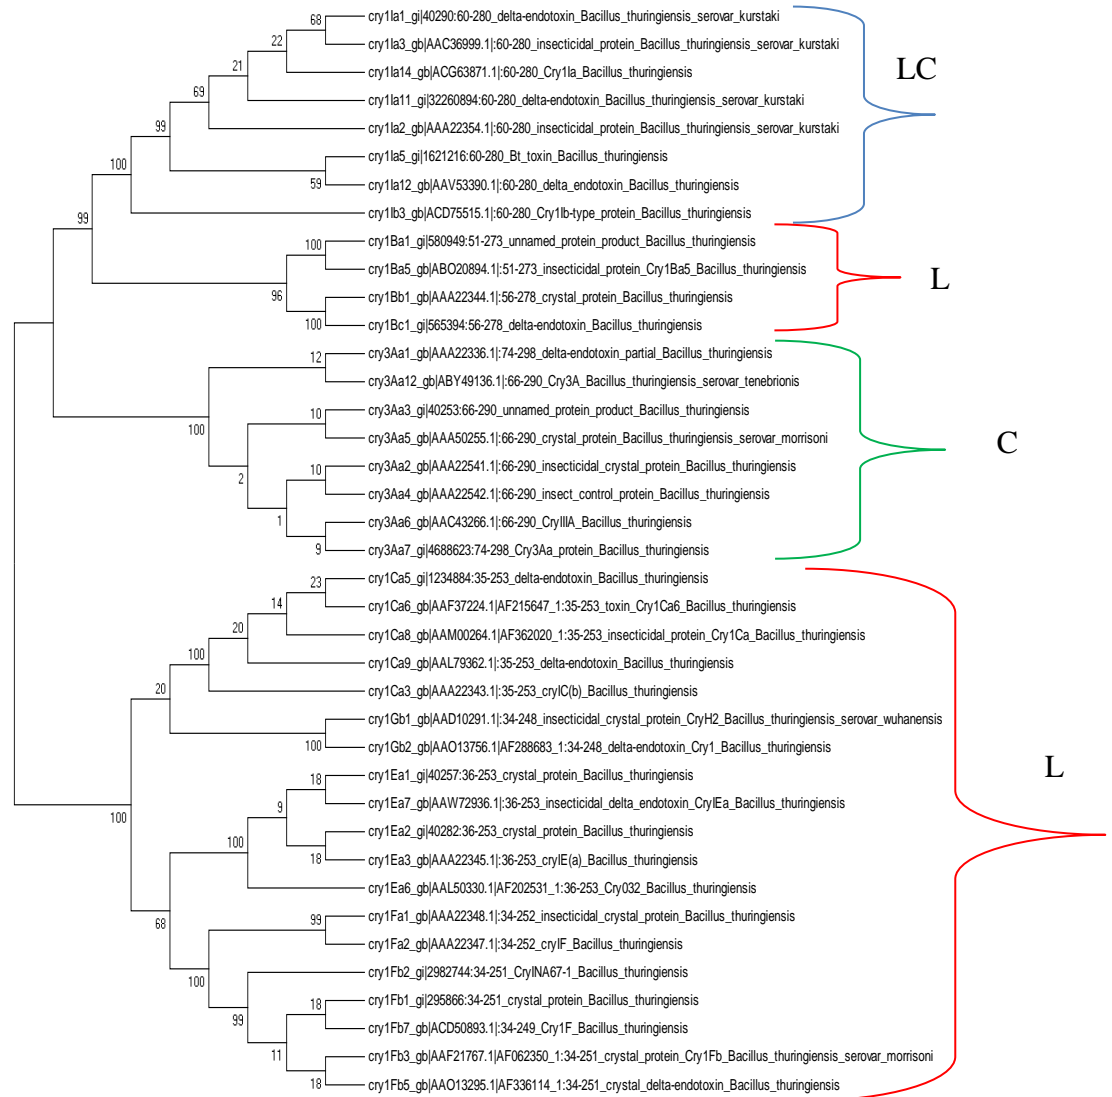 68 cry1Ia1_gi|40290:60-280_delta-endotoxin_Bacillus_thuringiensis_serovar_kurstaki
22 cry1Ia3_gb|AAC36999.1|:60-280_insecticidal_protein_Bacillus_thuringiensis_serovar_kurstaki
LC
21 cry1Ia14_gb|ACG63871.1|:60-280_Cry1Ia_Bacillus_thuringiensis
69 cry1Ia11_gi|32260894:60-280_delta-endotoxin_Bacillus_thuringiensis_serovar_kurstaki
99 cry1Ia2_gb|AAA22354.1|:60-280_insecticidal_protein_Bacillus_thuringiensis_serovar_kurstaki
100 cry1Ia5_gi|1621216:60-280_Bt_toxin_Bacillus_thuringiensis
59 cry1Ia12_gb|AAV53390.1|:60-280_delta_endotoxin_Bacillus_thuringiensis
99 cry1Ib3_gb|ACD75515.1|:60-280_Cry1Ib-type_protein_Bacillus_thuringiensis
100 cry1Ba1_gi|580949:51-273_unnamed_protein_product_Bacillus_thuringiensis
cry1Ba5_gb|ABO20894.1|:51-273_insecticidal_protein_Cry1Ba5_Bacillus_thuringiensis
L
96 cry1Bb1_gb|AAA22344.1|:56-278_crystal_protein_Bacillus_thuringiensis
100 cry1Bc1_gi|565394:56-278_delta-endotoxin_Bacillus_thuringiensis
12 cry3Aa1_gb|AAA22336.1|:74-298_delta-endotoxin_partial_Bacillus_thuringiensis
cry3Aa12_gb|ABY49136.1|:66-290_Cry3A_Bacillus_thuringiensis_serovar_tenebrionis
10 cry3Aa3_gi|40253:66-290_unnamed_protein_product_Bacillus_thuringiensis
100 cry3Aa5_gb|AAA50255.1|:66-290_crystal_protein_Bacillus_thuringiensis_serovar_morrisoni
C
10 cry3Aa2_gb|AAA22541.1|:66-290_insecticidal_crystal_protein_Bacillus_thuringiensis
2 cry3Aa4_gb|AAA22542.1|:66-290_insect_control_protein_Bacillus_thuringiensis
1 cry3Aa6_gb|AAC43266.1|:66-290_CryIIIA_Bacillus_thuringiensis
9 cry3Aa7_gi|4688623:74-298_Cry3Aa_protein_Bacillus_thuringiensis
23 cry1Ca5_gi|1234884:35-253_delta-endotoxin_Bacillus_thuringiensis
14 cry1Ca6_gb|AAF37224.1|AF215647_1:35-253_toxin_Cry1Ca6_Bacillus_thuringiensis
20 cry1Ca8_gb|AAM00264.1|AF362020_1:35-253_insecticidal_protein_Cry1Ca_Bacillus_thuringiensis
100 cry1Ca9_gb|AAL79362.1|:35-253_delta-endotoxin_Bacillus_thuringiensis
20 cry1Ca3_gb|AAA22343.1|:35-253_cryIC(b)_Bacillus_thuringiensis
cry1Gb1_gb|AAD10291.1|:34-248_insecticidal_crystal_protein_CryH2_Bacillus_thuringiensis_serovar_wuhanensis
100 cry1Gb2_gb|AAO13756.1|AF288683_1:34-248_delta-endotoxin_Cry1_Bacillus_thuringiensis
L
18 cry1Ea1_gi|40257:36-253_crystal_protein_Bacillus_thuringiensis
9 cry1Ea7_gb|AAW72936.1|:36-253_insecticidal_delta_endotoxin_CryIEa_Bacillus_thuringiensis
100
100 cry1Ea2_gi|40282:36-253_crystal_protein_Bacillus_thuringiensis
18 cry1Ea3_gb|AAA22345.1|:36-253_cryIE(a)_Bacillus_thuringiensis
cry1Ea6_gb|AAL50330.1|AF202531_1:36-253_Cry032_Bacillus_thuringiensis
99 cry1Fa1_gb|AAA22348.1|:34-252_insecticidal_crystal_protein_Bacillus_thuringiensis
68 cry1Fa2_gb|AAA22347.1|:34-252_cryIF_Bacillus_thuringiensis
100 cry1Fb2_gi|2982744:34-251_CryINA67-1_Bacillus_thuringiensis
18 cry1Fb1_gi|295866:34-251_crystal_protein_Bacillus_thuringiensis
99 cry1Fb7_gb|ACD50893.1|:34-249_Cry1F_Bacillus_thuringiensis
11 cry1Fb3_gb|AAF21767.1|AF062350_1:34-251_crystal_protein_Cry1Fb_Bacillus_thuringiensis_serovar_morrisoni
18 cry1Fb5_gb|AAO13295.1|AF336114_1:34-251_crystal_delta-endotoxin_Bacillus_thuringiensis